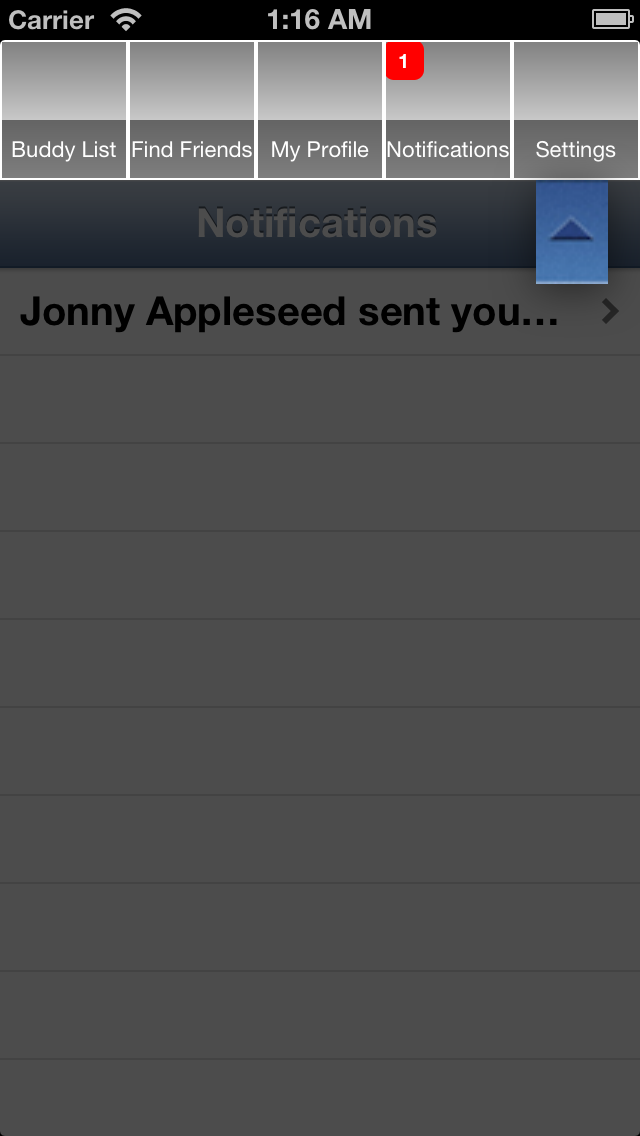 Carrier 1:16 AM
1
Buddy List Find Friends My Profile Notifications Settings
Notifications
Jonny Appleseed sent you...